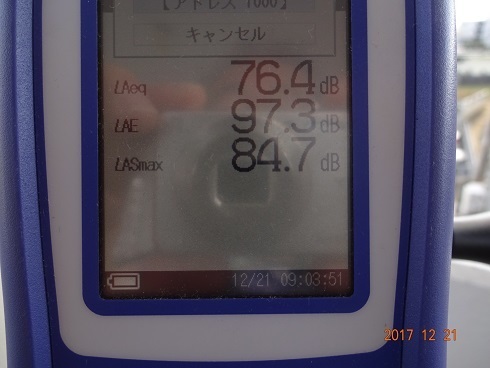 【アドレス 1000】
キャンセル
LAeq 76.4 dB
LAE 97.3 dB
LASmax 84.7 dB
12/21 09:03:51
2017 12 21